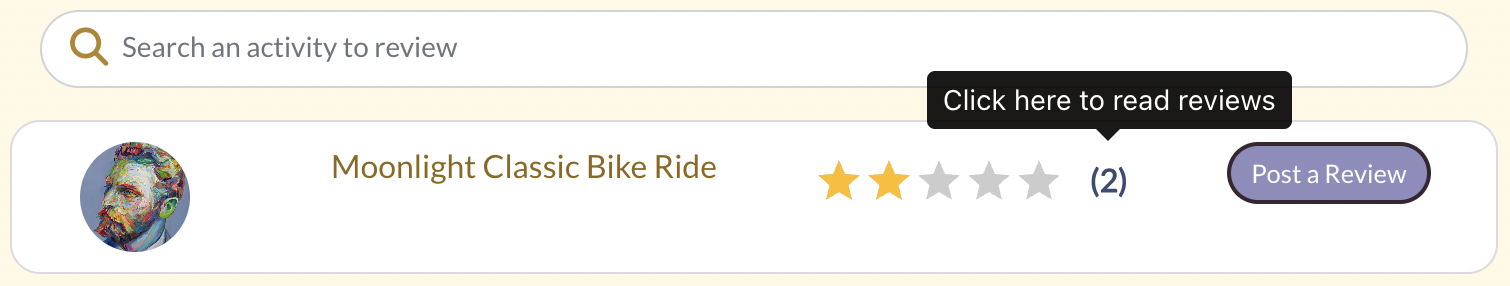 Search an activity to review
Click here to read reviews
Moonlight Classic Bike Ride
(2)
Post a Review